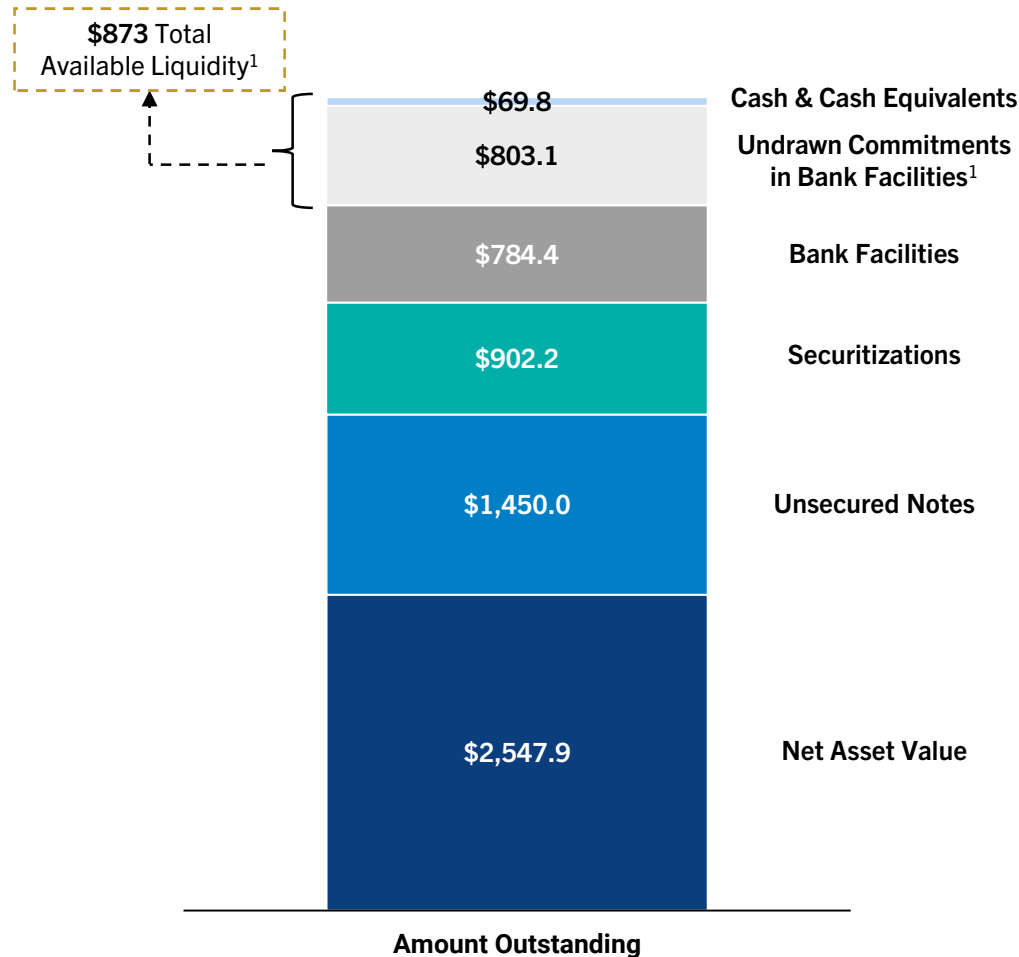 $873 Total
Available Liquidity¹
$69.8
Cash & Cash Equivalents
$803.1
Undrawn Commitments
in Bank Facilities¹
$784.4
Bank Facilities
$902.2
Securitizations
$1,450.0
Unsecured Notes
$2,547.9
Net Asset Value
Amount Outstanding